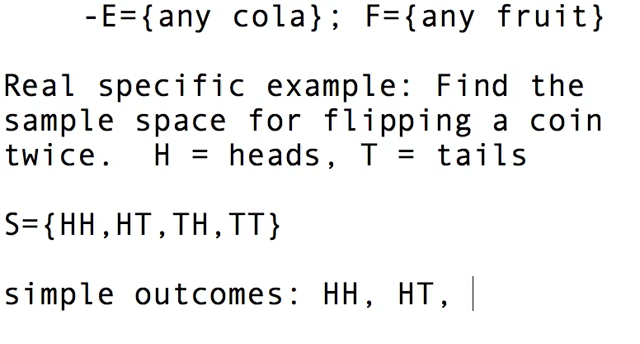 -E={any cola}; F={any fruit}
Real specific example: Find the
sample space for flipping a coin
twice.  H = heads, T = tails
S={HH,HT,TH,TT}
simple outcomes: HH, HT,